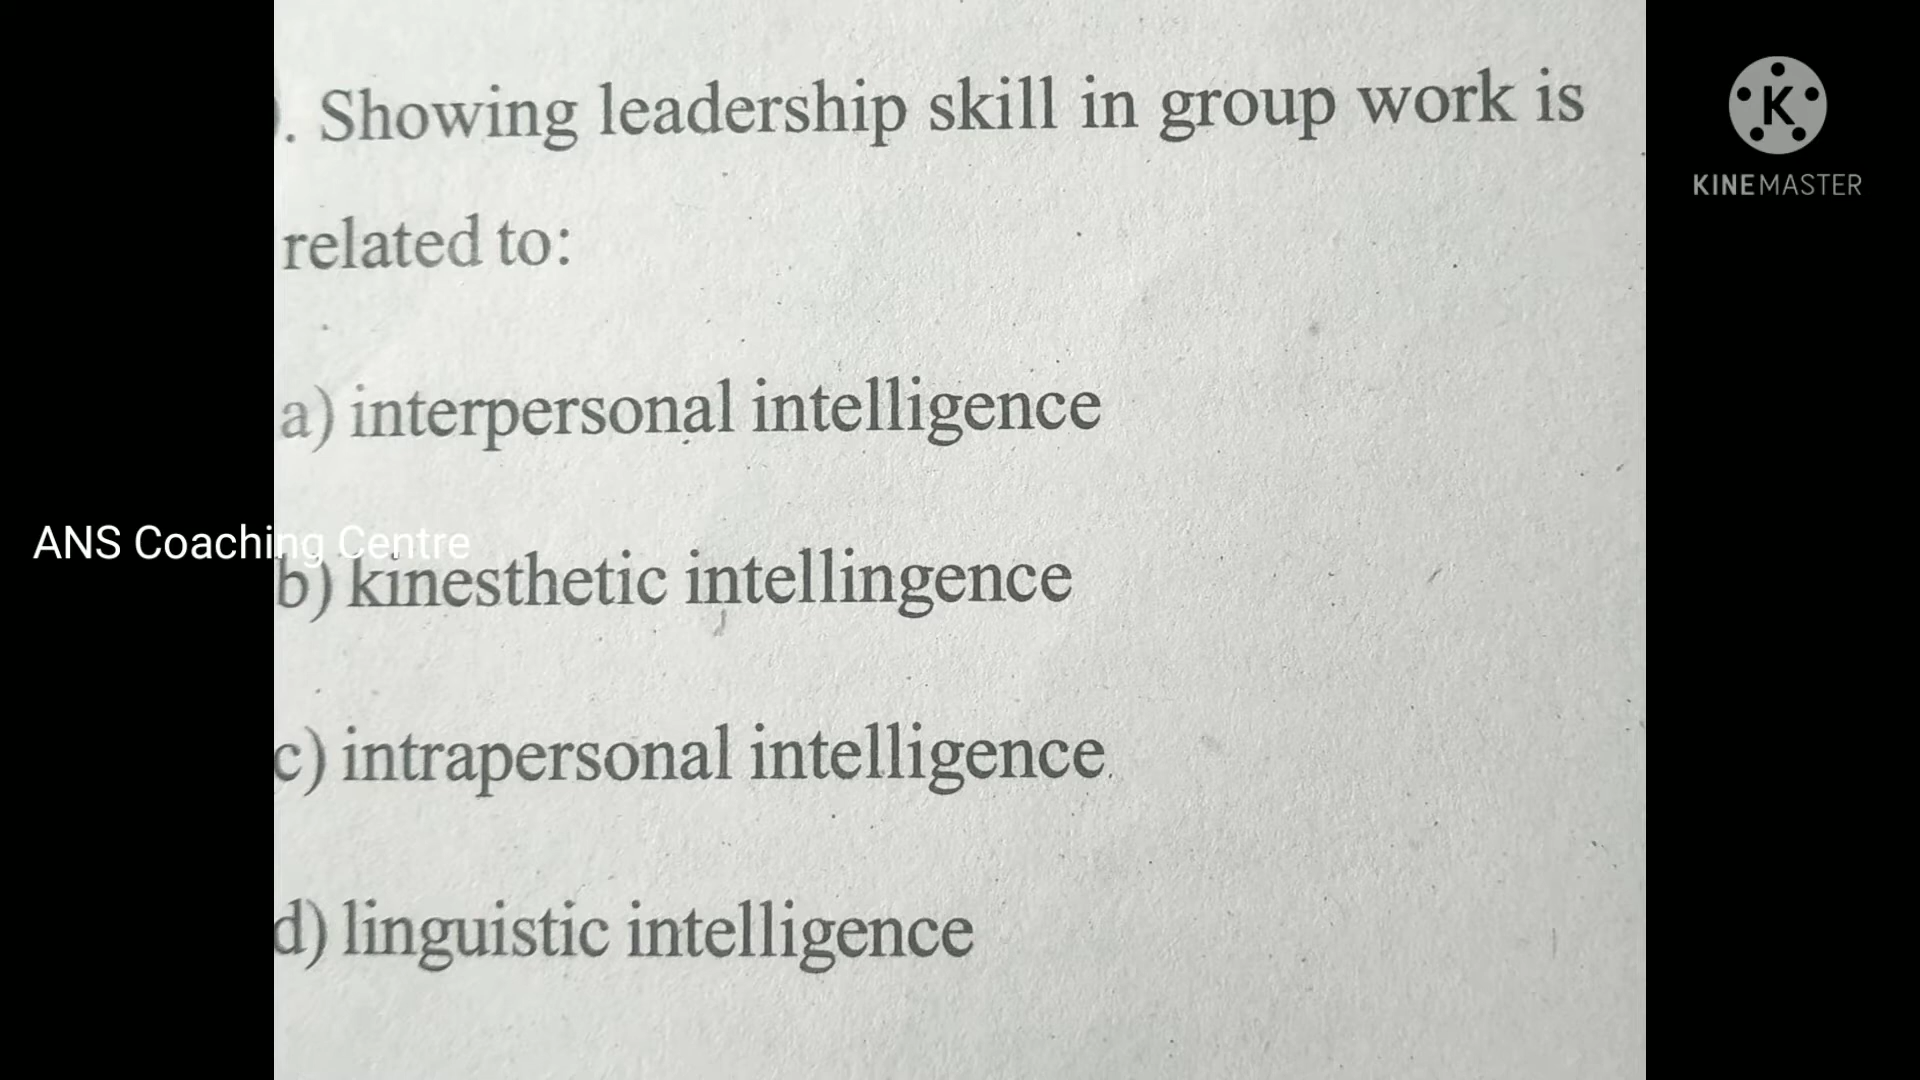 . Showing leadership skill in group work is
related to:
a) interpersonal intelligence
b) kinesthetic intellingence
c) intrapersonal intelligence
d) linguistic intelligence
ANS Coaching Centre
K
KINEMASTER